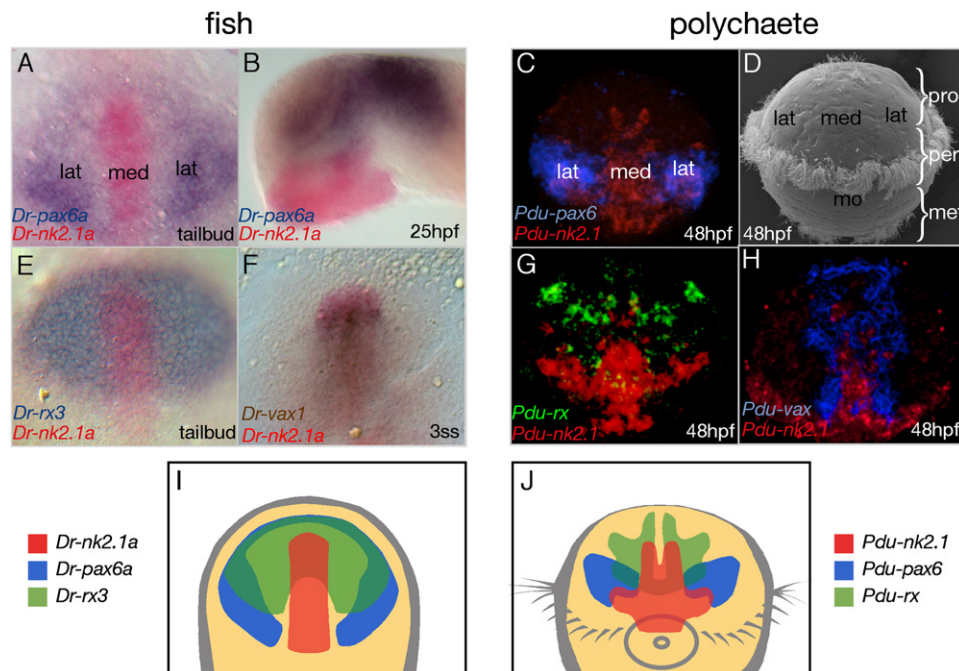 fish
polychaete
A
lat
med
lat
Dr-pax6a
Dr-nk2.1a
tailbud
B
Dr-pax6a
Dr-nk2.1a
25hpf
C
lat
med
lat
Pdu-pax6
Pdu-nk2.1
48hpf
D
lat
med
lat
mo
pro
per
met
48hpf
E
Dr-rx3
Dr-nk2.1a
tailbud
F
Dr-vax1
Dr-nk2.1a
3ss
G
Pdu-rx
Pdu-nk2.1
48hpf
H
Pdu-vax
Pdu-nk2.1
48hpf
I
Dr-nk2.1a
Dr-pax6a
Dr-rx3
J
Pdu-nk2.1
Pdu-pax6
Pdu-rx